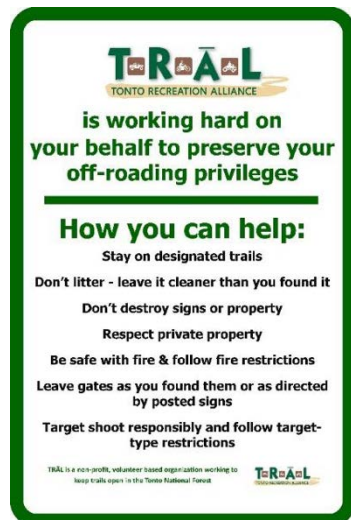 TRĀL
TONTO RECREATION ALLIANCE
is working hard on
your behalf to preserve your
off-roading privileges
How you can help:
Stay on designated trails
Don't litter - leave it cleaner than you found it
Don't destroy signs or property
Respect private property
Be safe with fire & follow fire restrictions
Leave gates as you found them or as directed
by posted signs
Target shoot responsibly and follow target-
type restrictions
TRĀL is a non-profit, volunteer based organization working to
keep trails open in the Tonto National Forest
TRĀL
TONTO RECREATION ALLIANCE